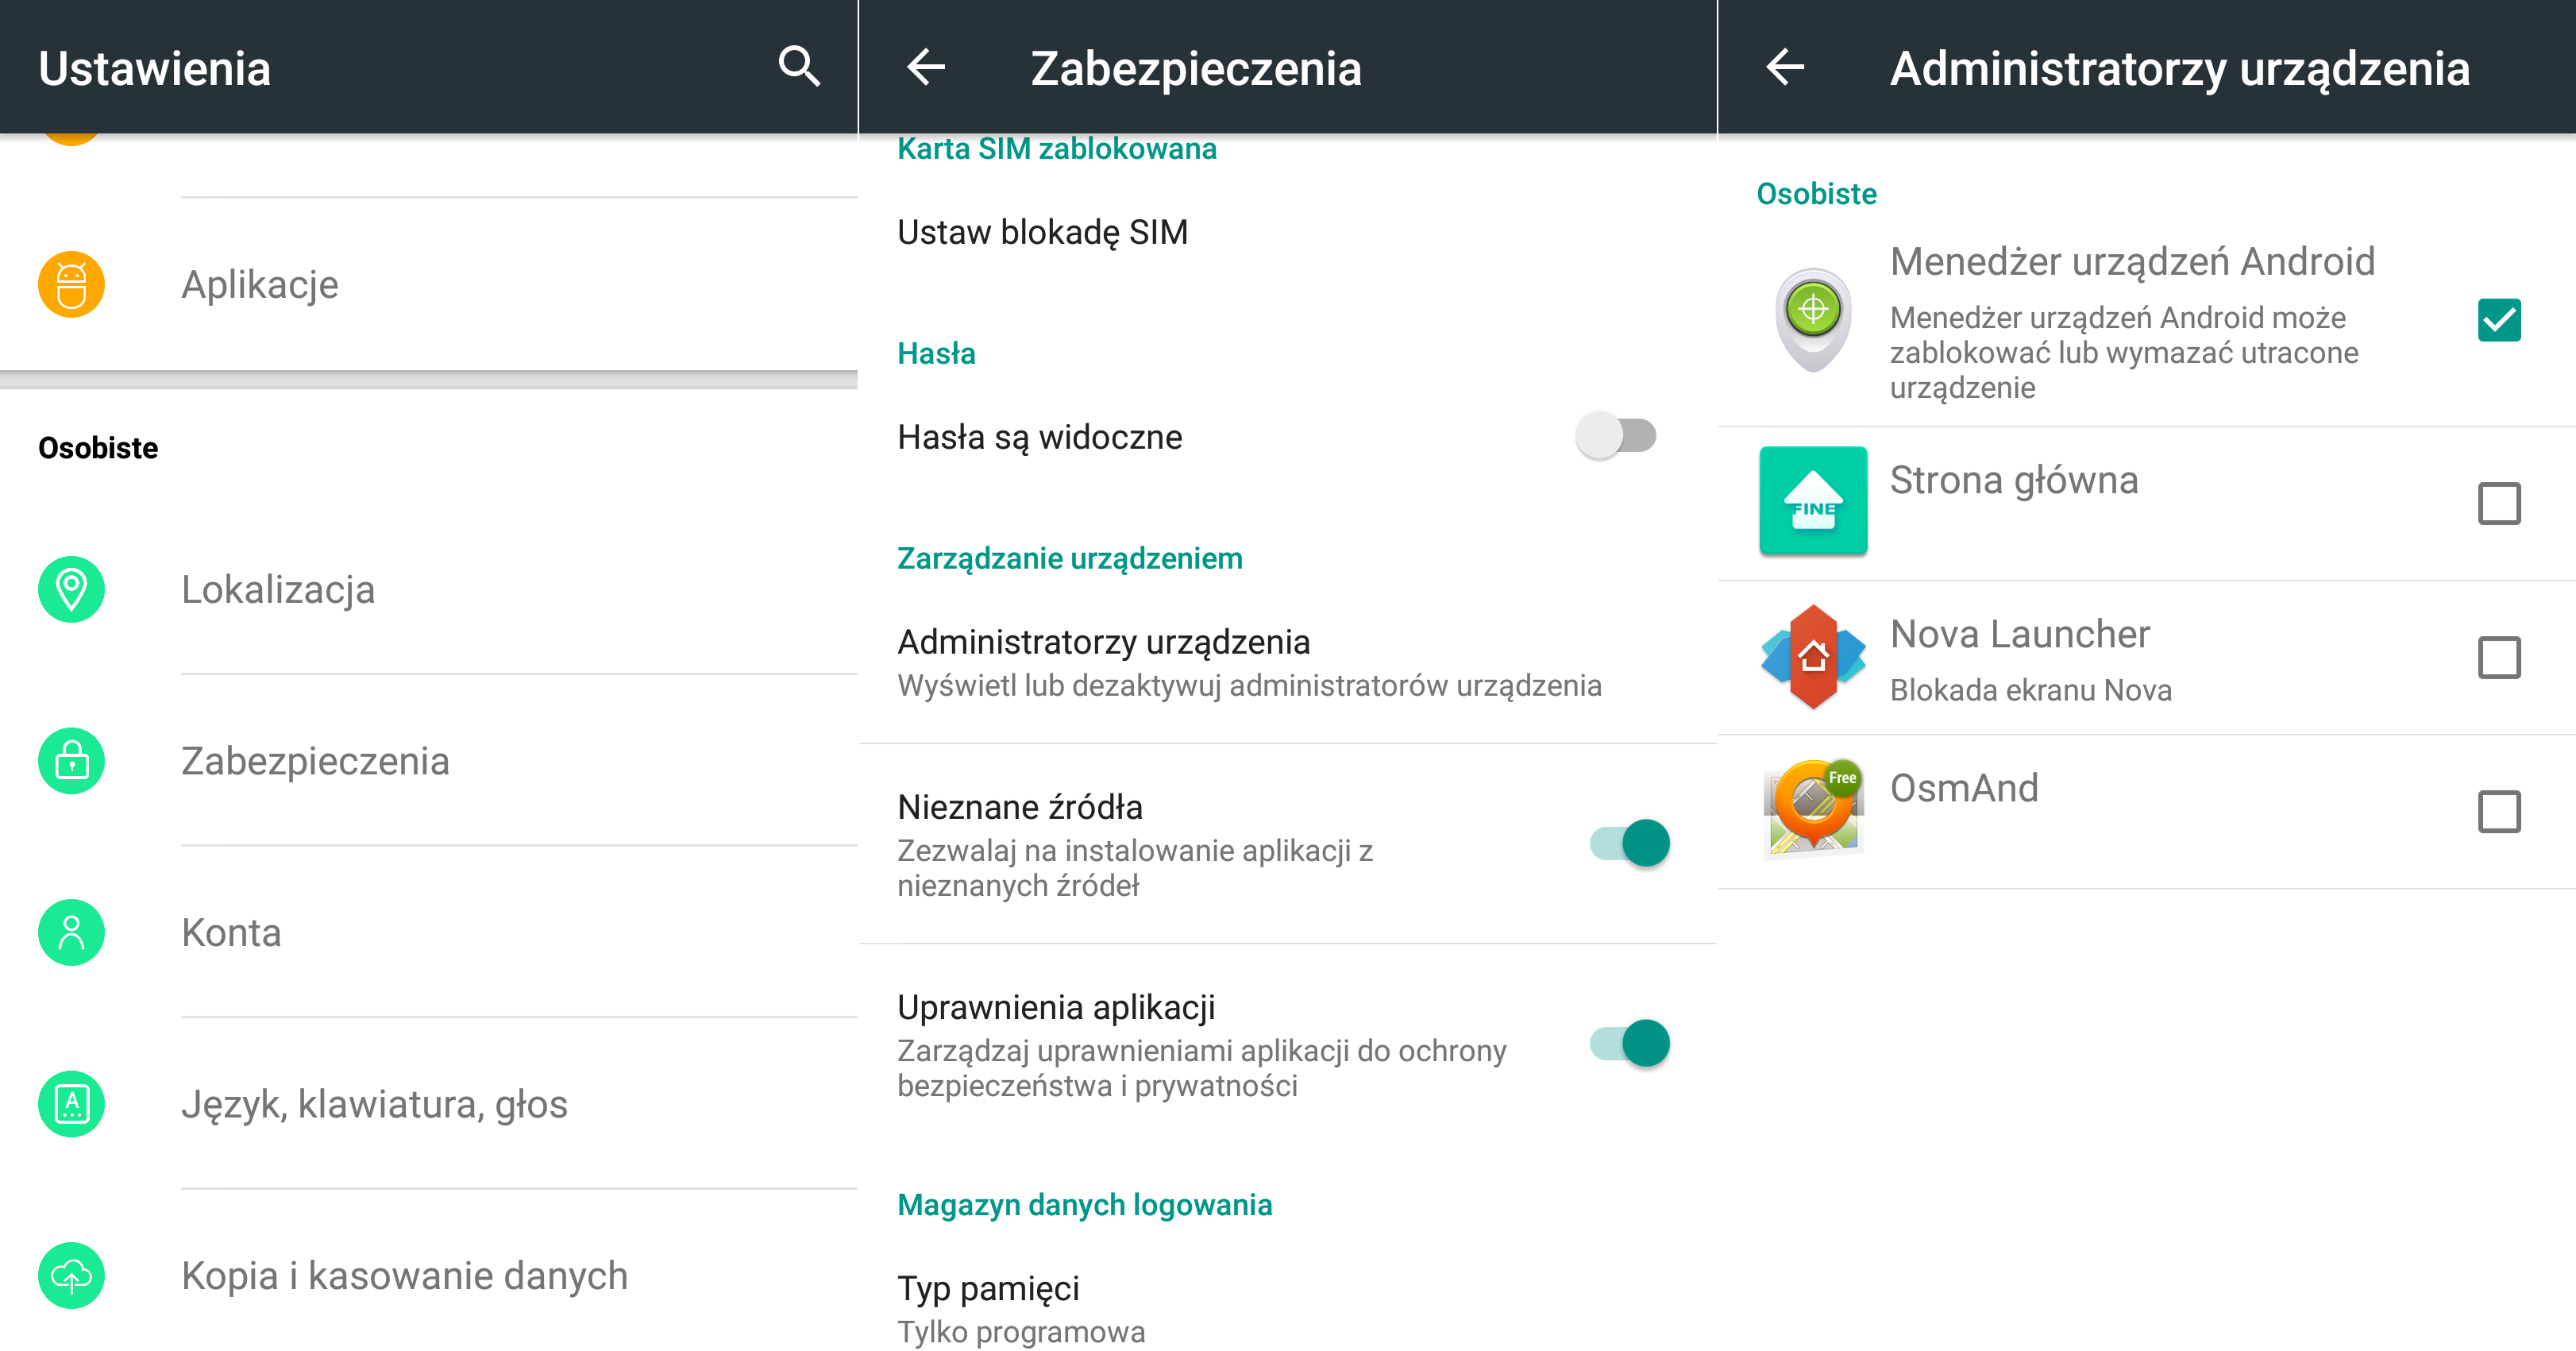 Ustawienia
Aplikacje
Osobiste
Lokalizacja
Zabezpieczenia
Konta
A
Język, klawiatura, głos
Kopia i kasowanie danych
Zabezpieczenia
Karta SIM zablokowana
Ustaw blokadę SIM
Hasła
Hasła są widoczne
Zarządzanie urządzeniem
Administratorzy urządzenia
Wyświetl lub dezaktywuj administratorów urządzenia
Nieznane źródła
Zezwalaj na instalowanie aplikacji z
nieznanych źródeł
Uprawnienia aplikacji
Zarządzaj uprawnieniami aplikacji do ochrony
bezpieczeństwa i prywatności
Magazyn danych logowania
Typ pamięci
Tylko programowa
Administratorzy urządzenia
Osobiste
Menedżer urządzeń Android
Menedżer urządzeń Android może
zablokować lub wymazać utracone
urządzenie
FINE
Strona główna
Nova Launcher
Blokada ekranu Nova
Free
OsmAnd